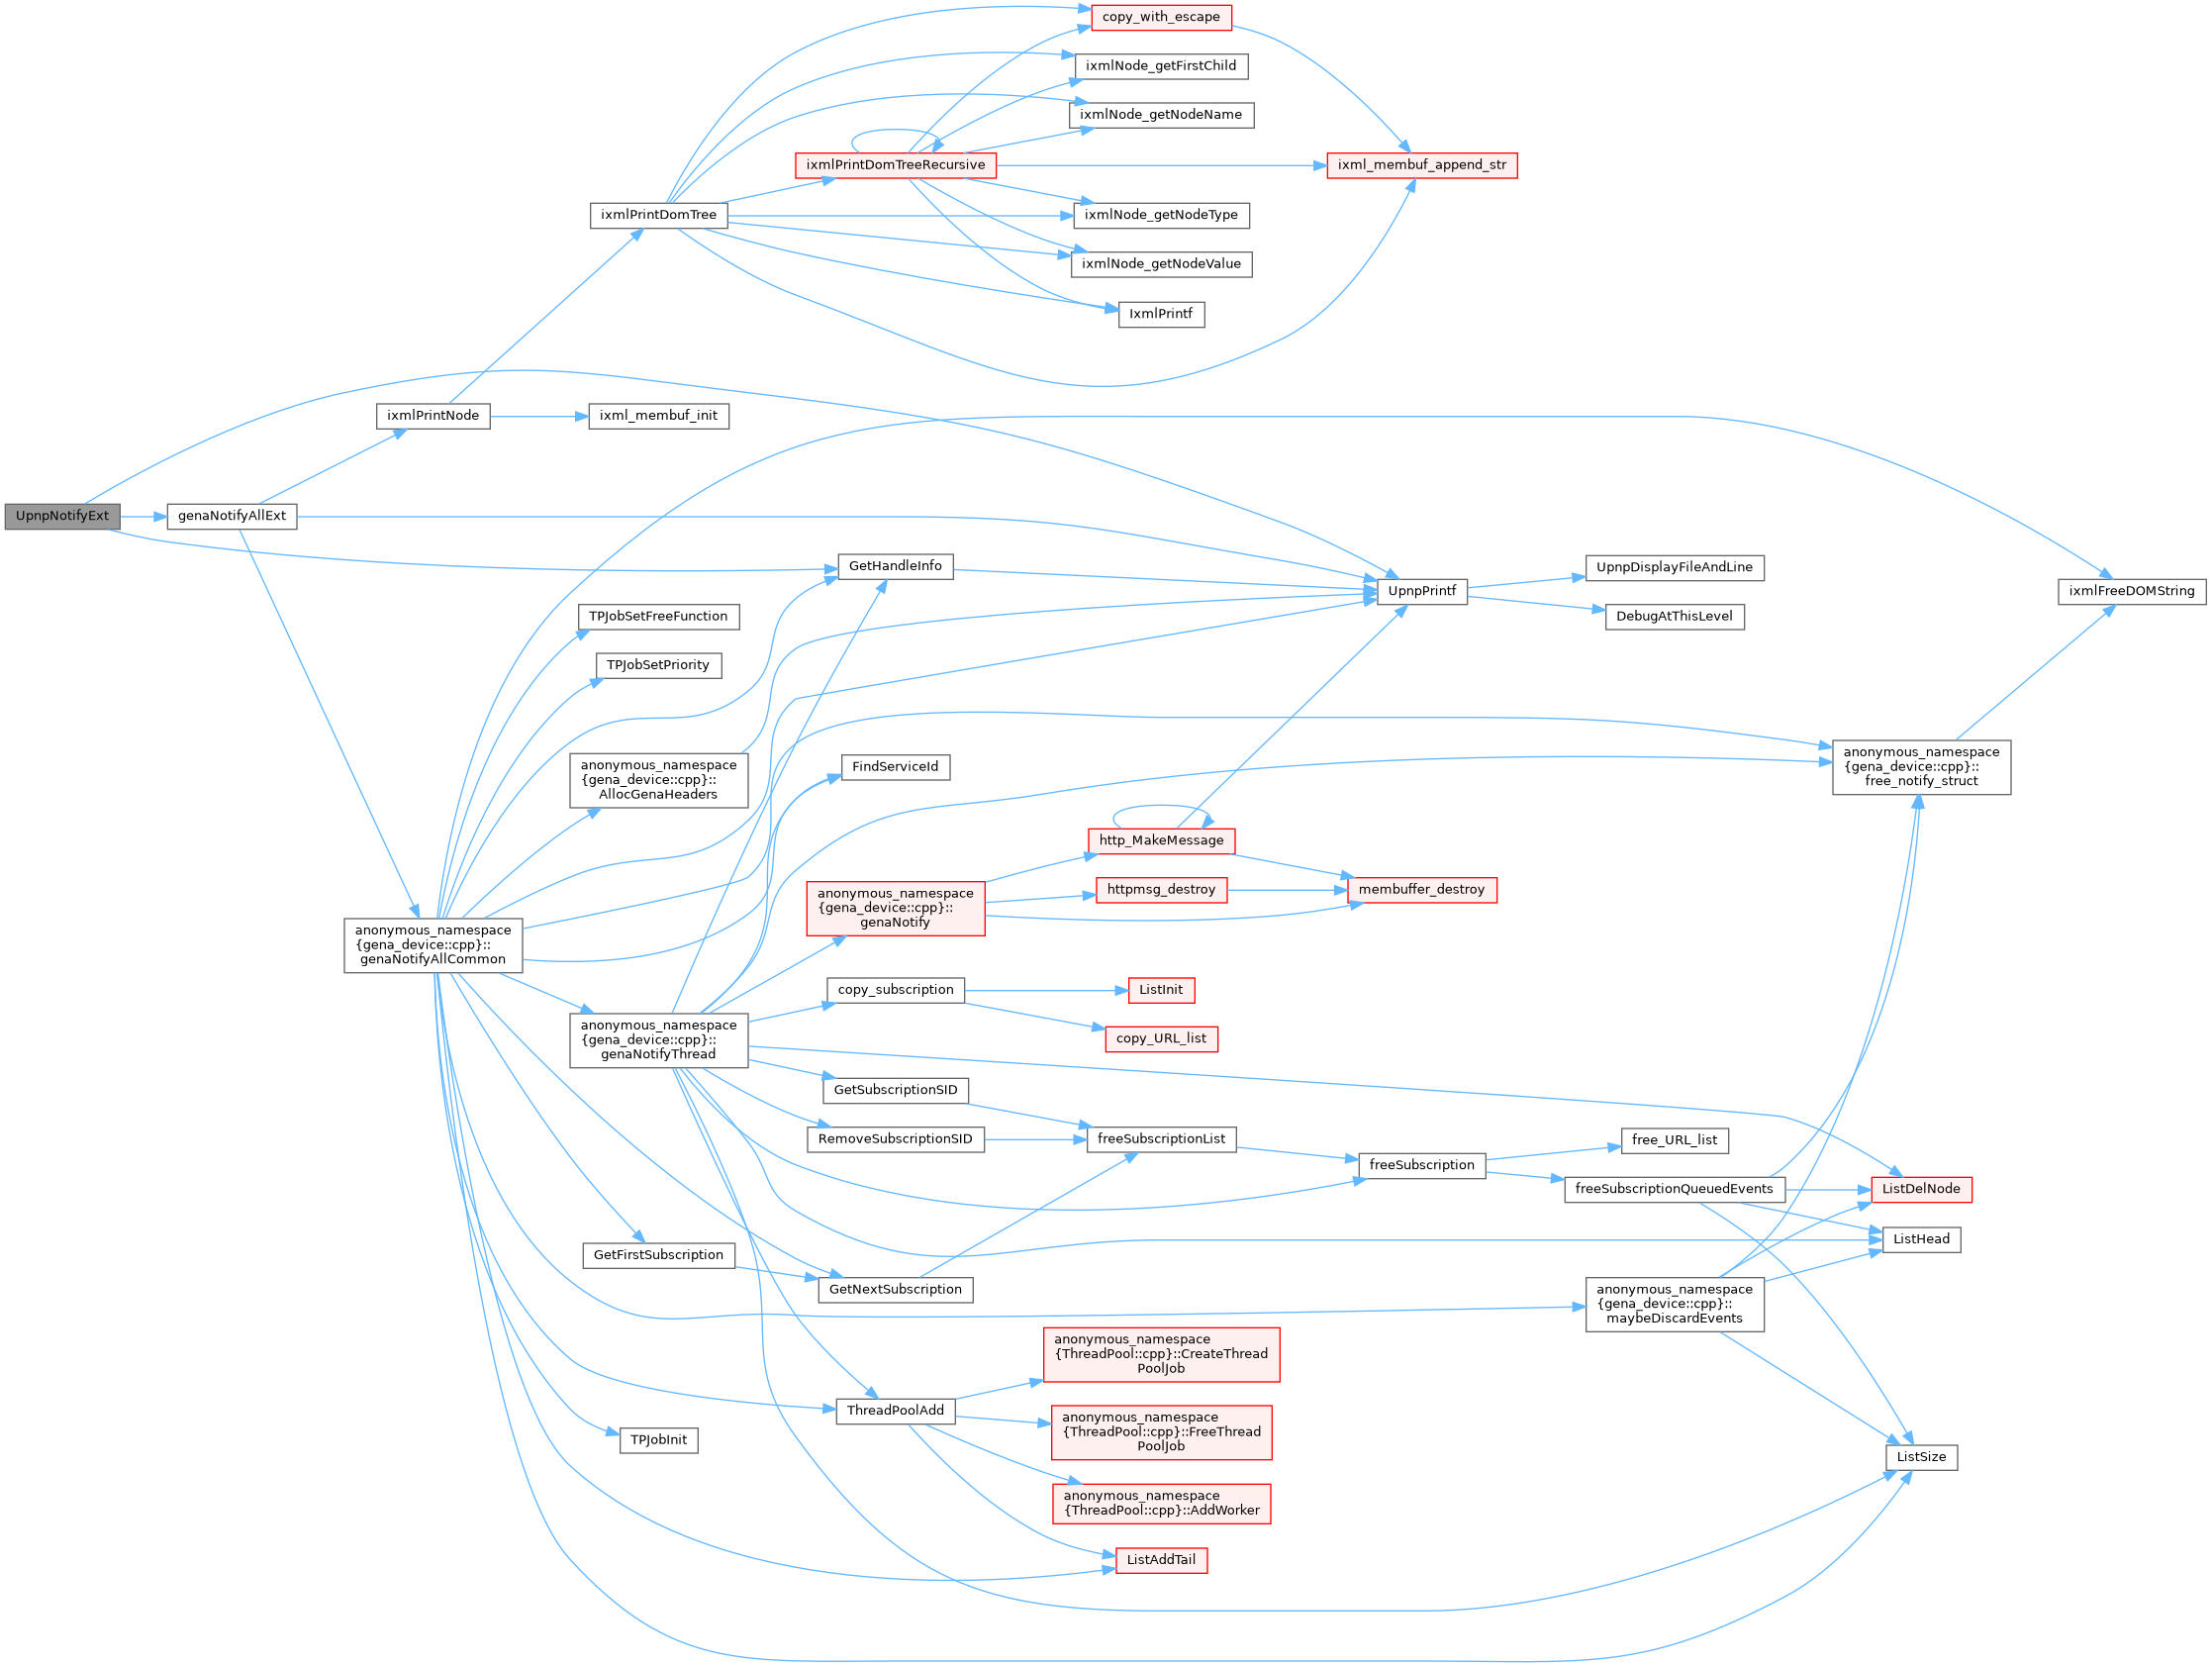 copy_with_escape
ixmlNode_getFirstChild
ixmlNode_getNodeName
ixmlPrintDomTreeRecursive
ixml_membuf_append_str
ixmlPrintDomTree
ixmlNode_getNodeType
ixmlNode_getNodeValue
IxmlPrintf
ixmlPrintNode
ixml_membuf_init
UpnpNotifyExt
genaNotifyAllExt
GetHandleInfo
UpnpDisplayFileAndLine
UpnpPrintf
ixmlFreeDOMString
TPJobSetFreeFunction
DebugAtThisLevel
TPJobSetPriority
anonymous_namespace
{gena_device::cpp}::
AllocGenaHeaders
FindServiceId
anonymous_namespace
{gena_device::cpp}::
free_notify_struct
http_MakeMessage
anonymous_namespace
{gena_device::cpp}::
genaNotify
httpmsg_destroy
membuffer_destroy
anonymous_namespace
{gena_device::cpp}::
genaNotifyAllCommon
copy_subscription
ListInit
anonymous_namespace
{gena_device::cpp}::
genaNotifyThread
copy_URL_list
GetSubscriptionSID
RemoveSubscriptionSID
freeSubscriptionList
free_URL_list
freeSubscription
freeSubscriptionQueuedEvents
ListDelNode
ListHead
GetFirstSubscription
GetNextSubscription
anonymous_namespace
{gena_device::cpp}::
maybeDiscardEvents
anonymous_namespace
{ThreadPool::cpp}::CreateThread
PoolJob
ThreadPoolAdd
anonymous_namespace
{ThreadPool::cpp}::FreeThread
PoolJob
TPJobInit
ListSize
anonymous_namespace
{ThreadPool::cpp}::AddWorker
ListAddTail